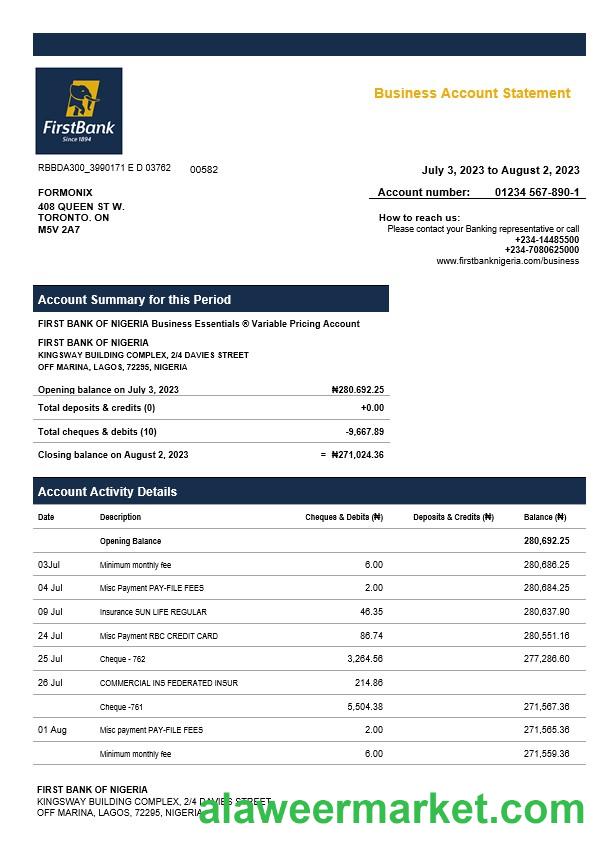 FirstBank
Since 1894
Business Account Statement
RBBDA300_3990171 E D 03762 00582
July 3, 2023 to August 2, 2023
Account number: 01234 567-890-1
FORMONIX
408 QUEEN ST W.
TORONTO. ON
M5V 2A7
How to reach us:
Please contact your Banking representative or call
+234-14485500
+234-7080625000
www.firstbanknigeria.com/business
Account Summary for this Period
FIRST BANK OF NIGERIA Business Essentials ® Variable Pricing Account
FIRST BANK OF NIGERIA
KINGSWAY BUILDING COMPLEX, 2/4 DAVIES STREET
OFF MARINA, LAGOS, 72295, NIGERIA
Opening balance on July 3, 2023 ₦280.692.25
Total deposits & credits (0) +0.00
Total cheques & debits (10) -9,667.89
Closing balance on August 2, 2023 = ₦271,024.36
Account Activity Details
Date Description Cheques & Debits (₦) Deposits & Credits (₦) Balance (₦)
Opening Balance 280,692.25
03Jul Minimum monthly fee 6.00 280,686.25
04 Jul Misc Payment PAY-FILE FEES 2.00 280,684.25
09 Jul Insurance SUN LIFE REGULAR 46.35 280,637.90
24 Jul Misc Payment RBC CREDIT CARD 86.74 280,551.16
25 Jul Cheque - 762 3,264.56 277,286.60
26 Jul COMMERCIAL INS FEDERATED INSUR 214.86
Cheque -761 5,504.38 271,567.36
01 Aug Misc payment PAY-FILE FEES 2.00 271,565.36
Minimum monthly fee 6.00 271,559.36
FIRST BANK OF NIGERIA
KINGSWAY BUILDING COMPLEX, 2/4 DAVIES STREET
OFF MARINA, LAGOS, 72295, NIGERIA
alaweermarket.com